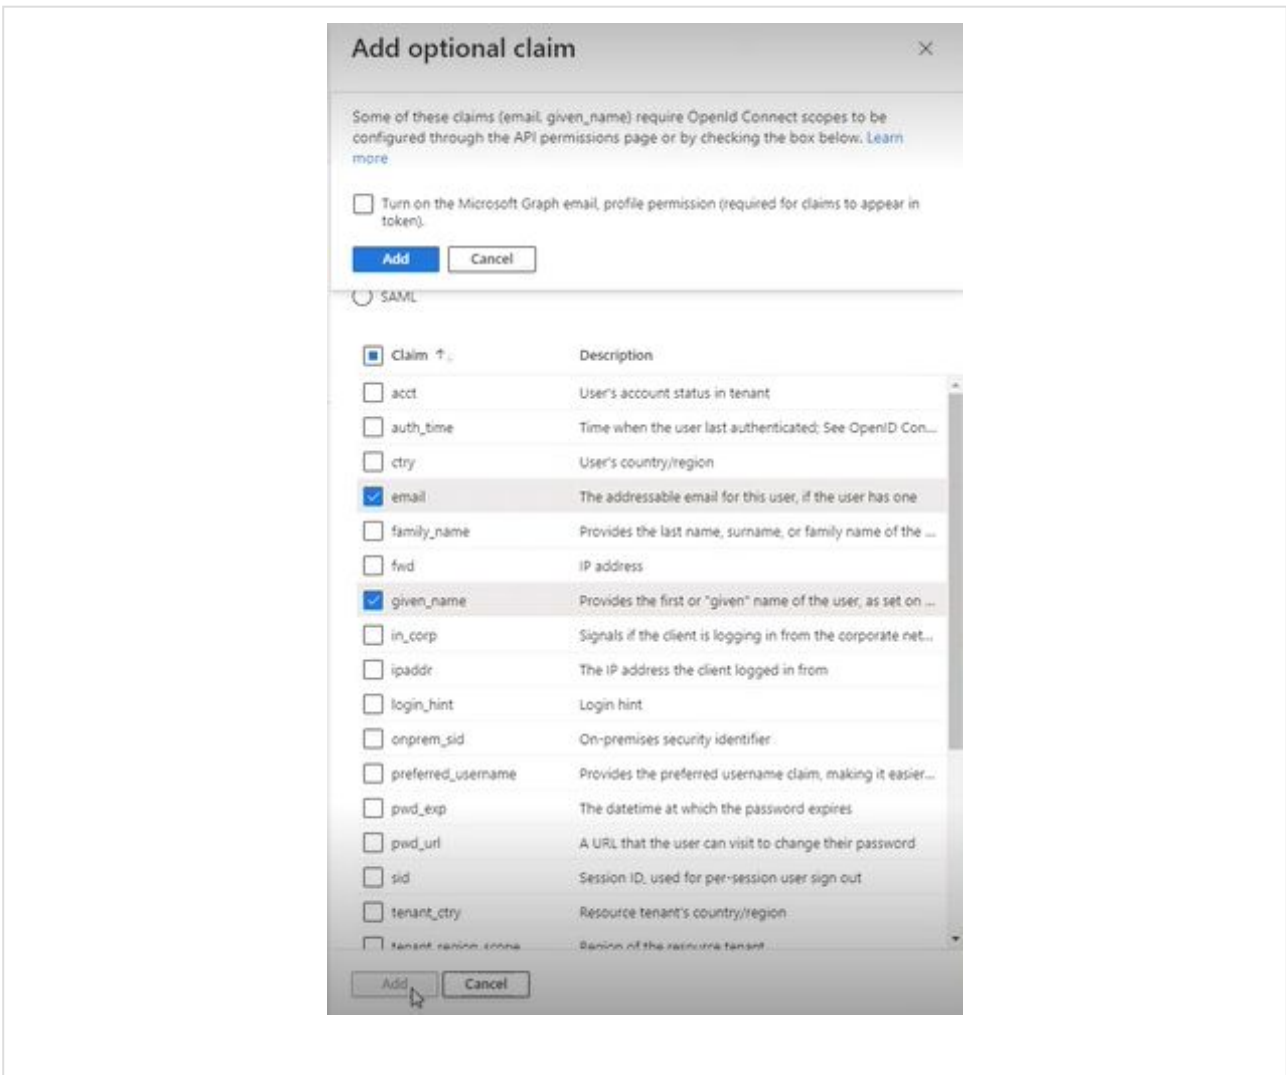 Add optional claim
Some of these claims (email, given_name) require OpenId Connect scopes to be
configured through the API permissions page or by checking the box below. Learn
more
Turn on the Microsoft Graph email, profile permission (required for claims to appear in
token).
Add Cancel
SAML
Claim ↑ Description
acct User's account status in tenant
auth_time Time when the user last authenticated; See OpenID Con...
ctry User's country/region
email The addressable email for this user, if the user has one
family_name Provides the last name, surname, or family name of the ...
fwd IP address
given_name Provides the first or "given" name of the user, as set on ...
in_corp Signals if the client is logging in from the corporate net...
ipaddr The IP address the client logged in from
login_hint Login hint
onprem_sid On-premises security identifier
preferred_username Provides the preferred username claim, making it easier...
pwd_exp The datetime at which the password expires
pwd_url A URL that the user can visit to change their password
sid Session ID, used for per-session user sign out
tenant_ctry Resource tenant's country/region
tenant_region_scope Region of the resource tenant
Add Cancel